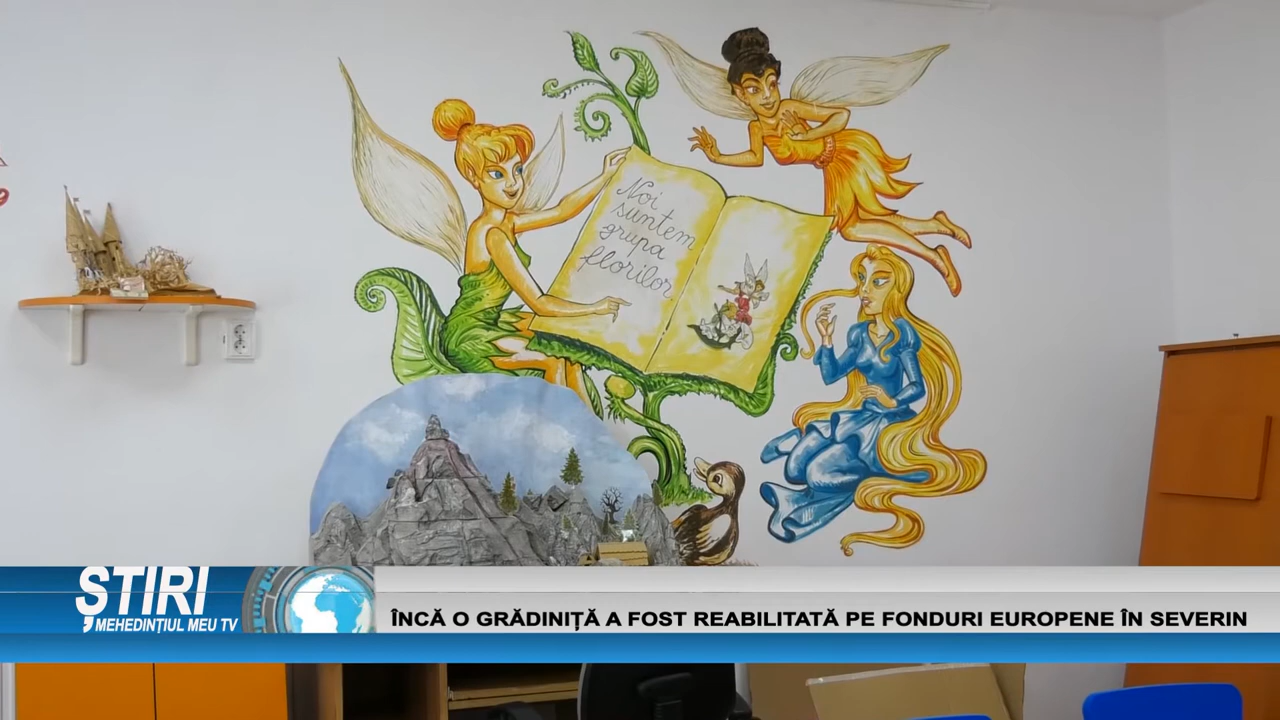 Noi
suntem
grupa
florilor
ȘTIRI
MEHEDINȚIUL MEU TV
ÎNCĂ O GRĂDINIȚĂ A FOST REABILITATĂ PE FONDURI EUROPENE ÎN SEVERIN